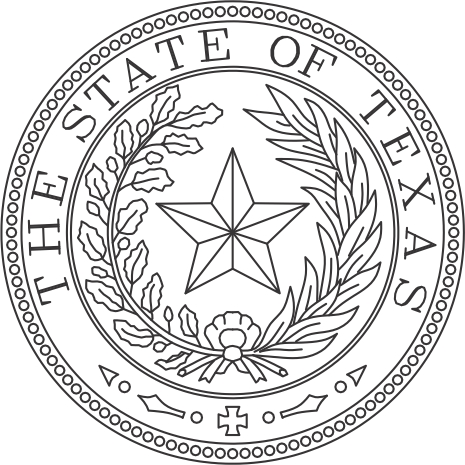 THE STATE OF TEXAS